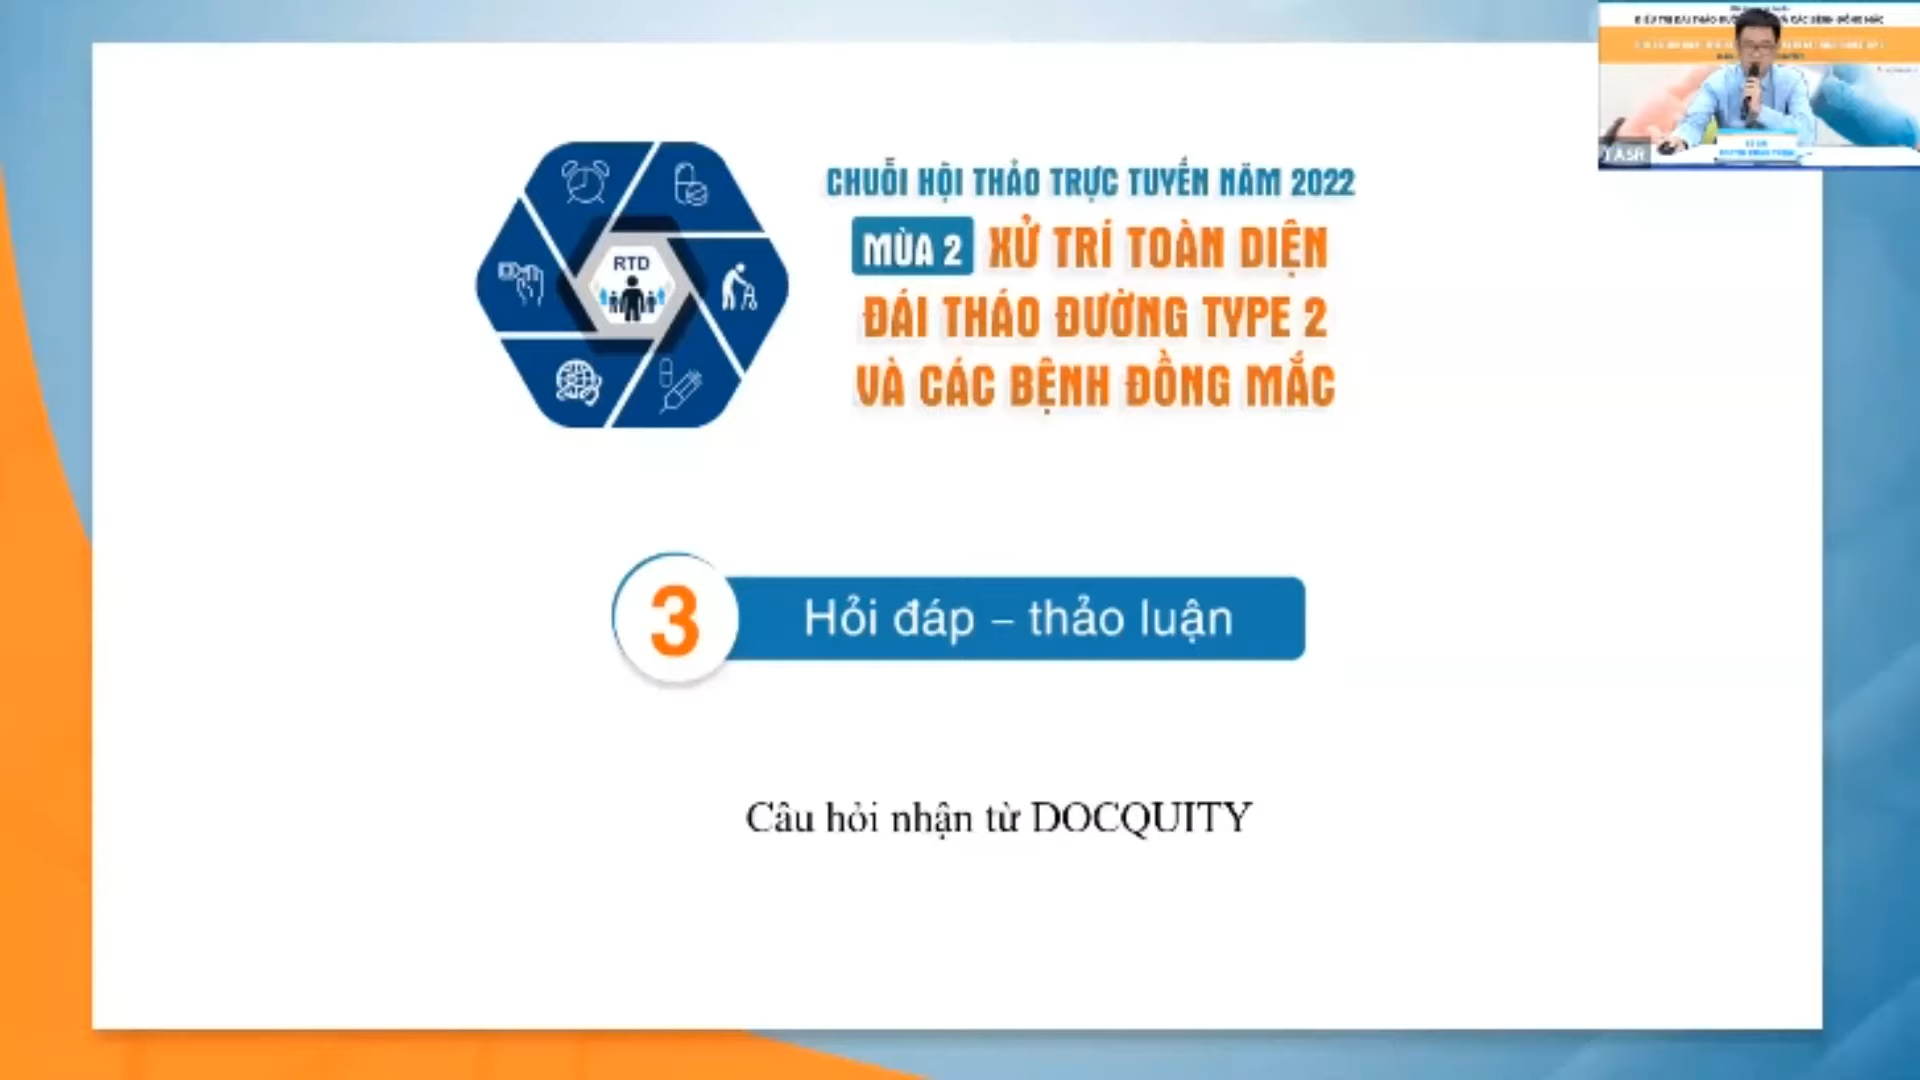 CHUỖI HỘI THẢO TRỰC TUYẾN NĂM 2022
MÙA 2 XỬ TRÍ TOÀN DIỆN
ĐÁI THÁO ĐƯỜNG TYPE 2
VÀ CÁC BỆNH ĐỒNG MẮC
RTD
3 Hỏi đáp – thảo luận
Câu hỏi nhận từ DOCQUITY